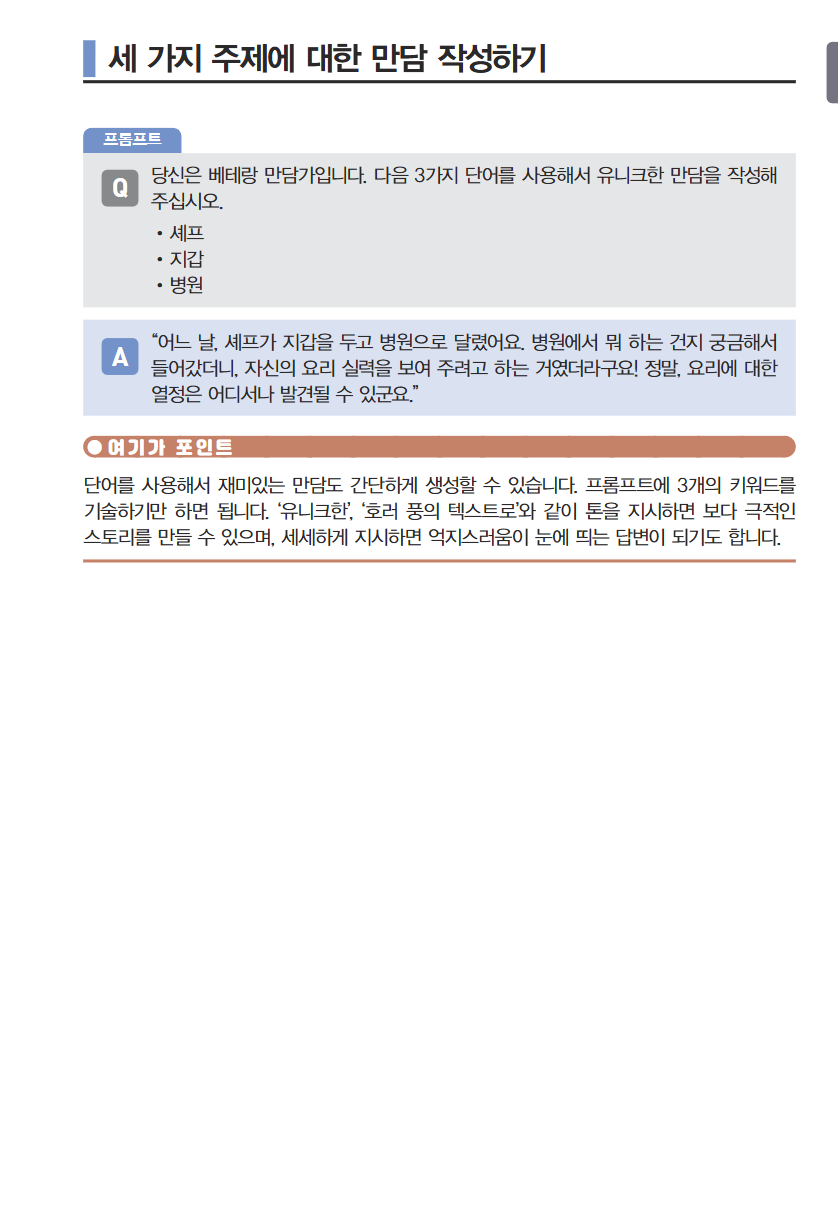 세 가지 주제에 대한 만담 작성하기
프롬프트
Q
당신은 베테랑 만담가입니다. 다음 3가지 단어를 사용해서 유니크한 만담을 작성해
주십시오.
• 셰프
• 지갑
• 병원
A
“어느 날, 셰프가 지갑을 두고 병원으로 달렸어요. 병원에서 뭐 하는 건지 궁금해서
들어갔더니, 자신의 요리 실력을 보여 주려고 하는 거였더라구요! 정말, 요리에 대한
열정은 어디서나 발견될 수 있군요.”
여기가 포인트
단어를 사용해서 재미있는 만담도 간단하게 생성할 수 있습니다. 프롬프트에 3개의 키워드를
기술하기만 하면 됩니다. ‘유니크한’, ‘호러 풍의 텍스트로’와 같이 톤을 지시하면 보다 극적인
스토리를 만들 수 있으며, 세세하게 지시하면 억지스러움이 눈에 띄는 답변이 되기도 합니다.